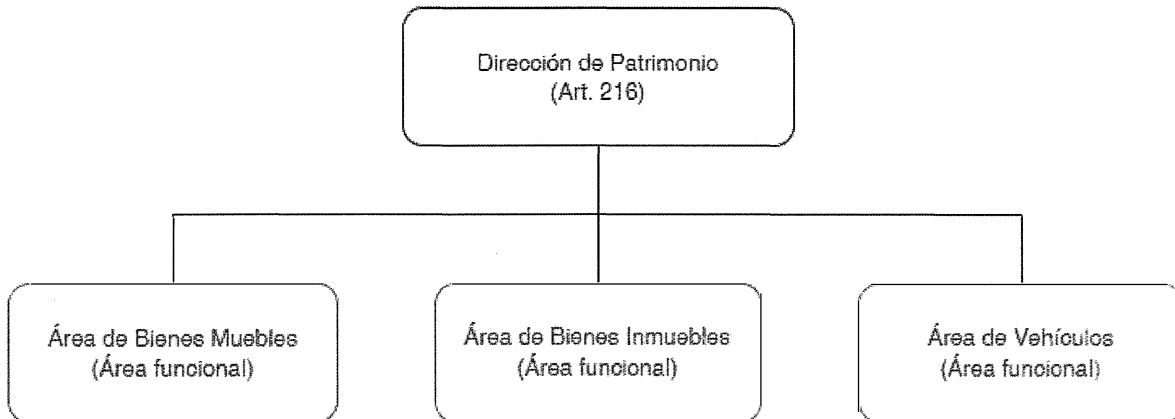 Dirección de Patrimonio
(Art. 216)
Área de Bienes Muebles
(Área funcional)
Área de Bienes Inmuebles
(Área funcional)
Área de Vehículos
(Área funcional)